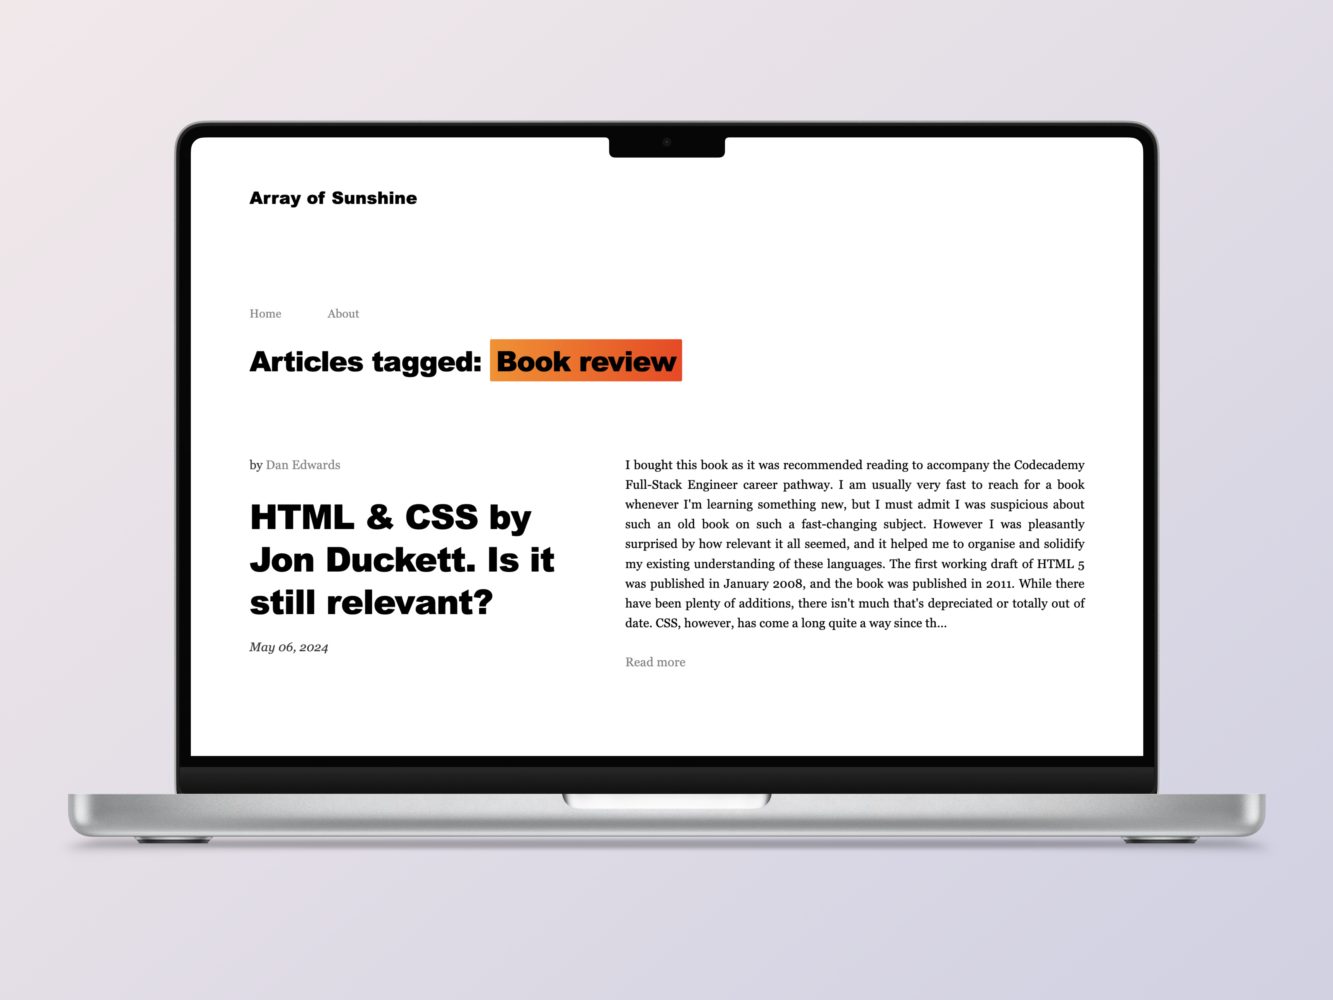 Array of Sunshine
Home About
Articles tagged: Book review
by Dan Edwards
HTML & CSS by
Jon Duckett. Is it
still relevant?
May 06, 2024
I bought this book as it was recommended reading to accompany the Codecademy
Full-Stack Engineer career pathway. I am usually very fast to reach for a book
whenever I'm learning something new, but I must admit I was suspicious about
such an old book on such a fast-changing subject. However I was pleasantly
surprised by how relevant it all seemed, and it helped me to organise and solidify
my existing understanding of these languages. The first working draft of HTML 5
was published in January 2008, and the book was published in 2011. While there
have been plenty of additions, there isn't much that's depreciated or totally out of
date. CSS, however, has come a long quite a way since th...
Read more